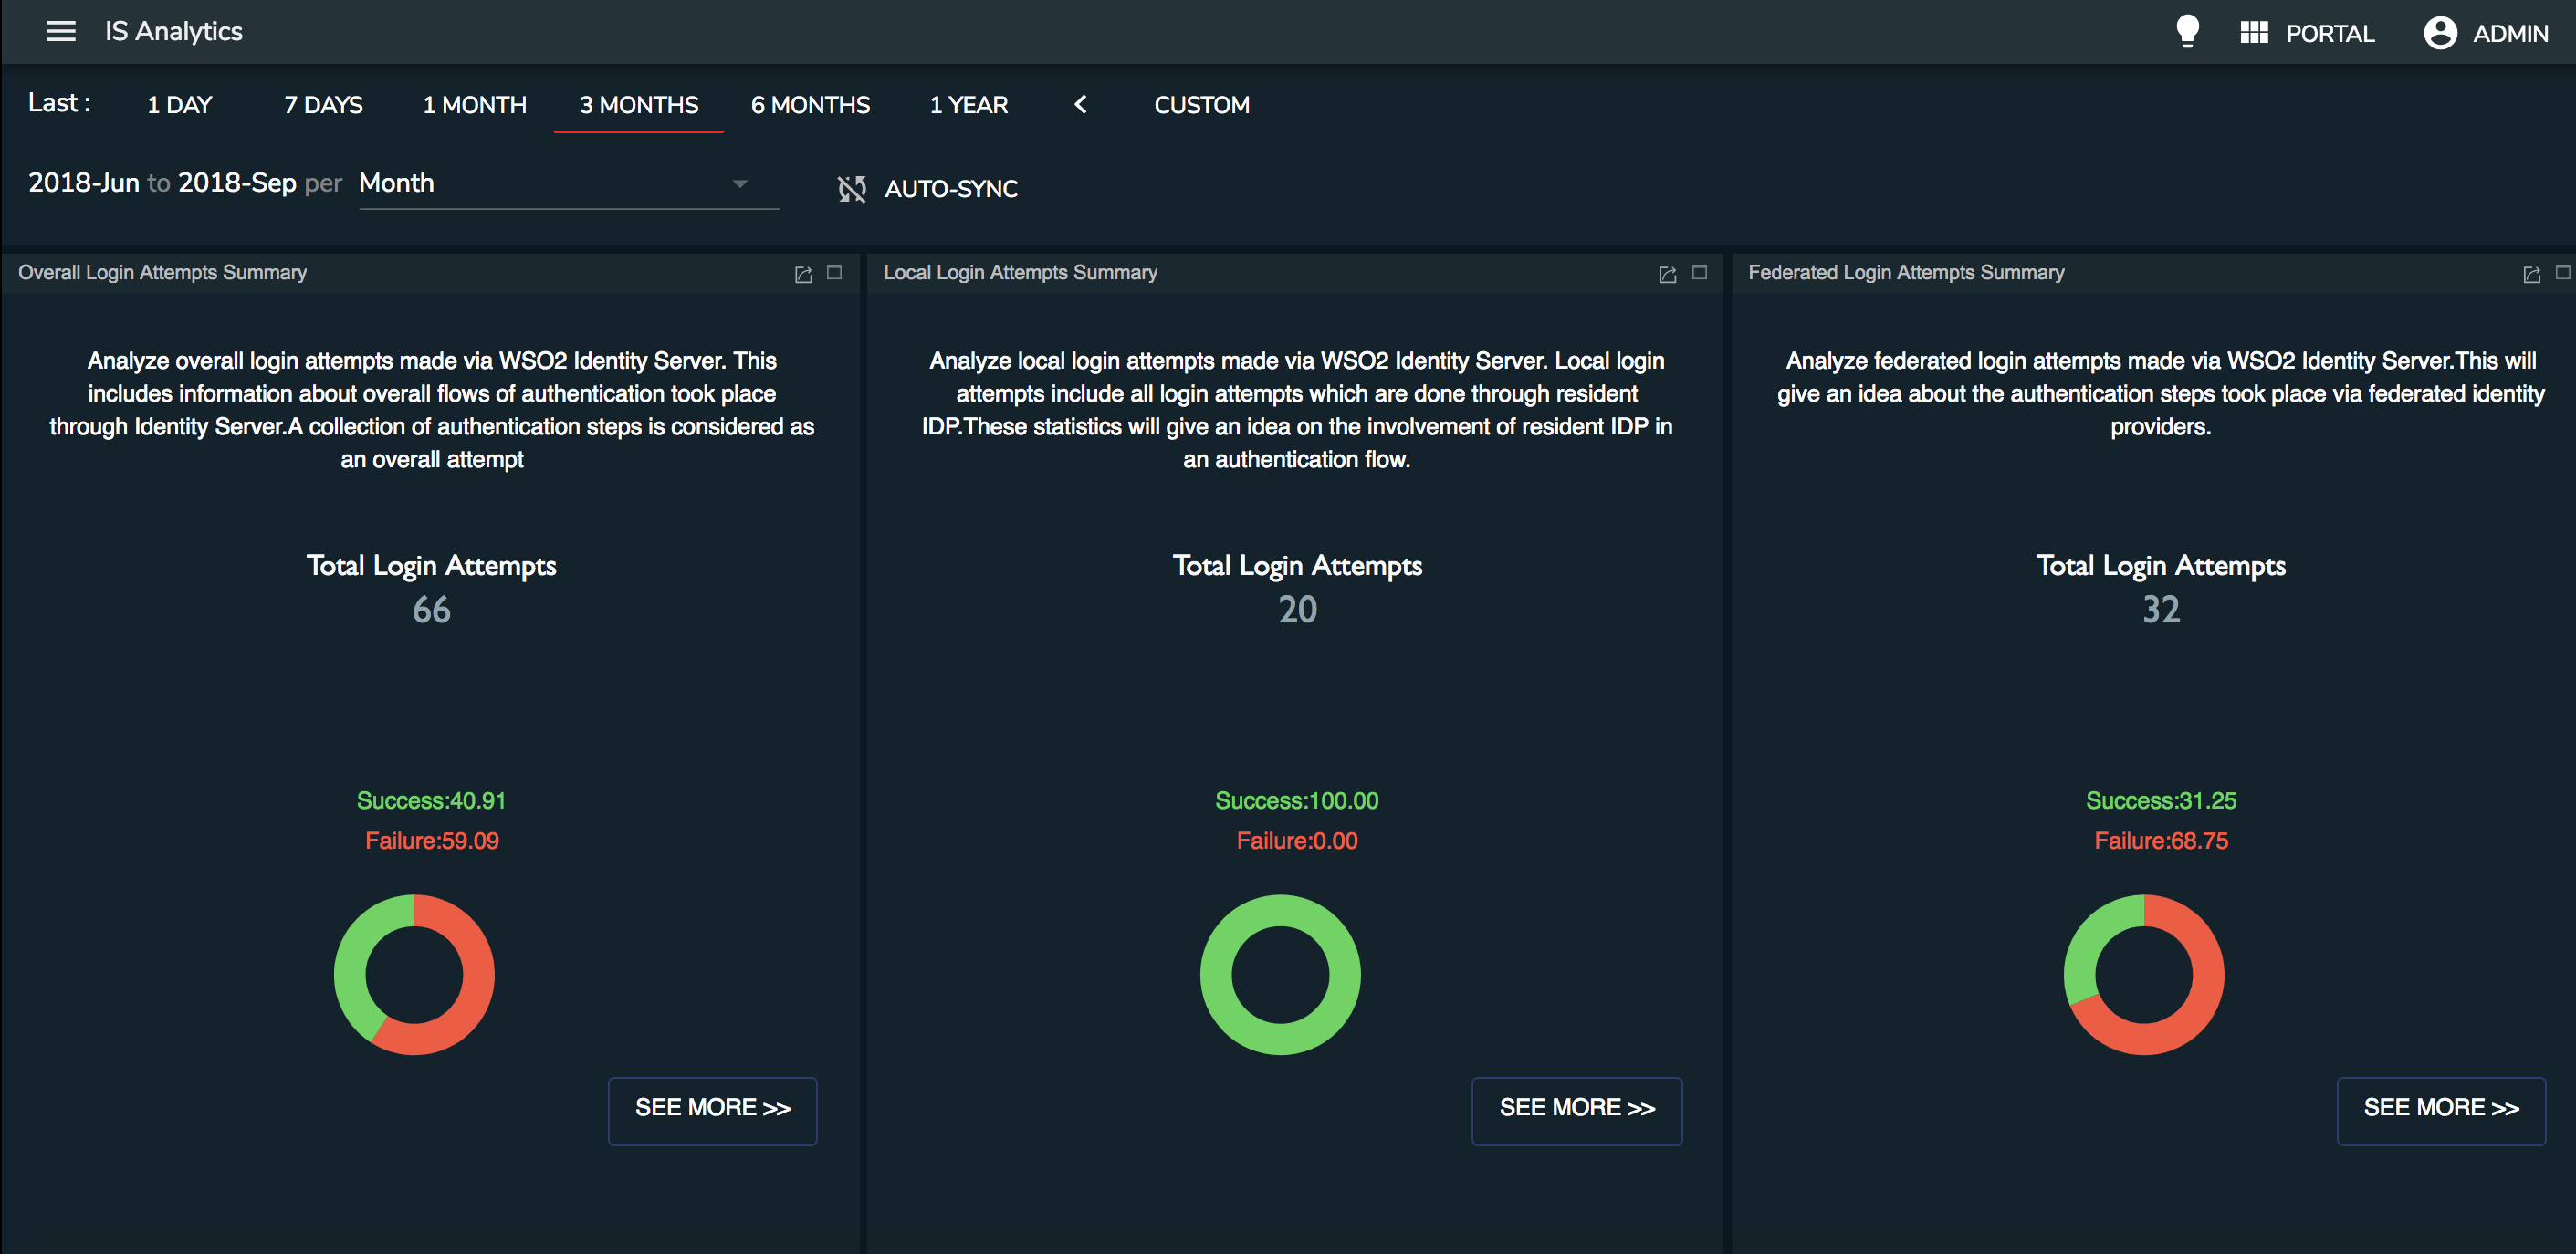 IS Analytics
PORTAL
ADMIN
Last :
1 DAY
7 DAYS
1 MONTH
3 MONTHS
6 MONTHS
1 YEAR
CUSTOM
2018-Jun to 2018-Sep per Month
AUTO-SYNC
Overall Login Attempts Summary
Analyze overall login attempts made via WSO2 Identity Server. This
includes information about overall flows of authentication took place
through Identity Server.A collection of authentication steps is considered as
an overall attempt
Total Login Attempts
66
Success:40.91
Failure:59.09
SEE MORE >>
Local Login Attempts Summary
Analyze local login attempts made via WSO2 Identity Server. Local login
attempts include all login attempts which are done through resident
IDP.These statistics will give an idea on the involvement of resident IDP in
an authentication flow.
Total Login Attempts
20
Success:100.00
Failure:0.00
SEE MORE >>
Federated Login Attempts Summary
Analyze federated login attempts made via WSO2 Identity Server.This will
give an idea about the authentication steps took place via federated identity
providers.
Total Login Attempts
32
Success:31.25
Failure:68.75
SEE MORE >>